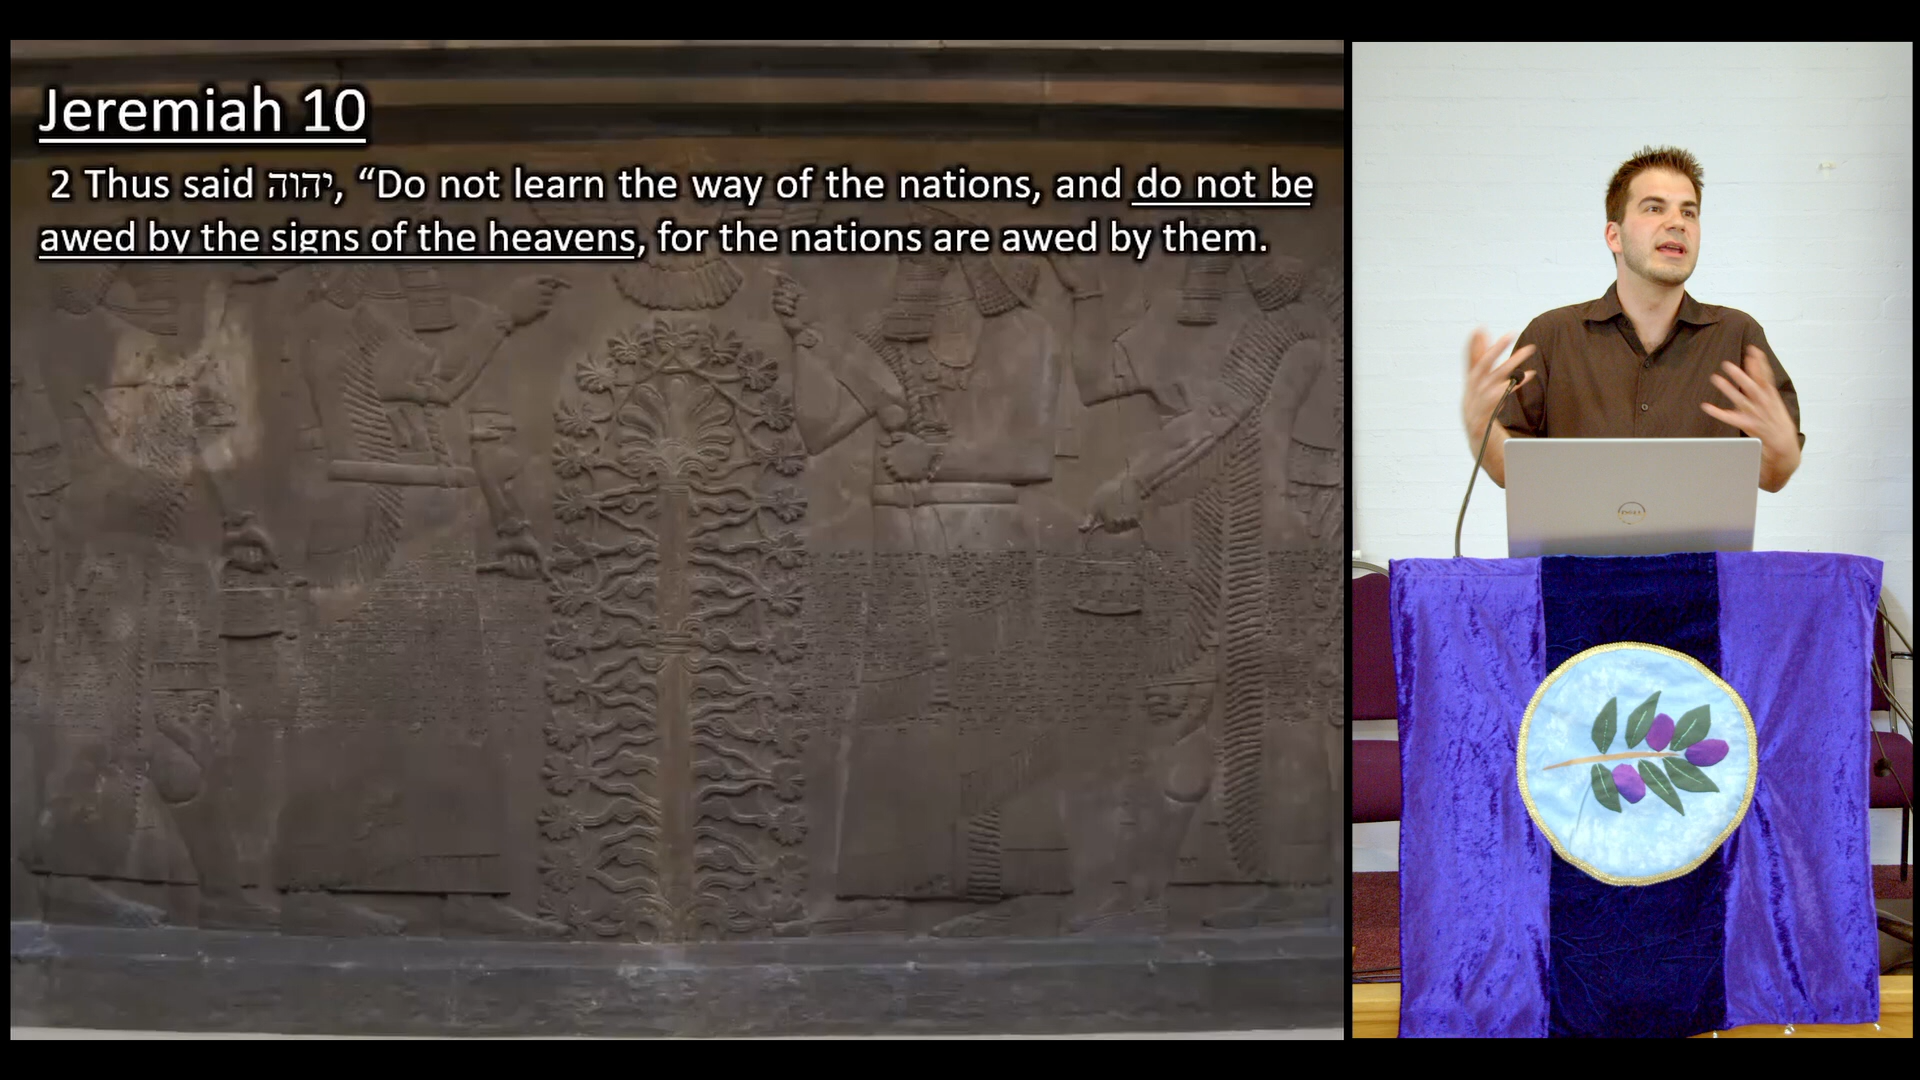 Jeremiah 10
2 Thus said יהוה, “Do not learn the way of the nations, and do not be
awed by the signs of the heavens, for the nations are awed by them.
DELL